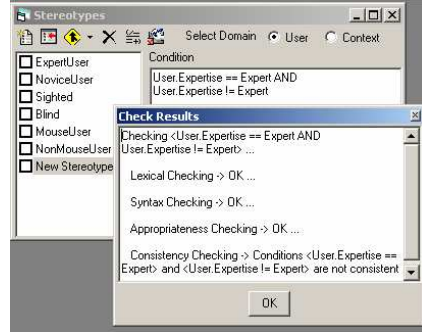 Stereotypes
Select Domain User Context
ExpertUser
NoviceUser
Sighted
Blind
MouseUser
NonMouseUser
New Stereotype
Condition
User.Expertise == Expert AND
User.Expertise != Expert
Check Results
Checking <User.Expertise == Expert AND
User.Expertise != Expert> ...
Lexical Checking -> OK ...
Syntax Checking -> OK ...
Appropriateness Checking -> OK ...
Consistency Checking -> Conditions <User.Expertise ==
Expert> and <User.Expertise != Expert> are not consistent
OK